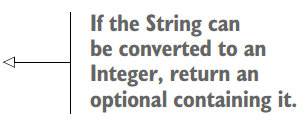 If the String can
be converted to an
Integer, return an
optional containing it.